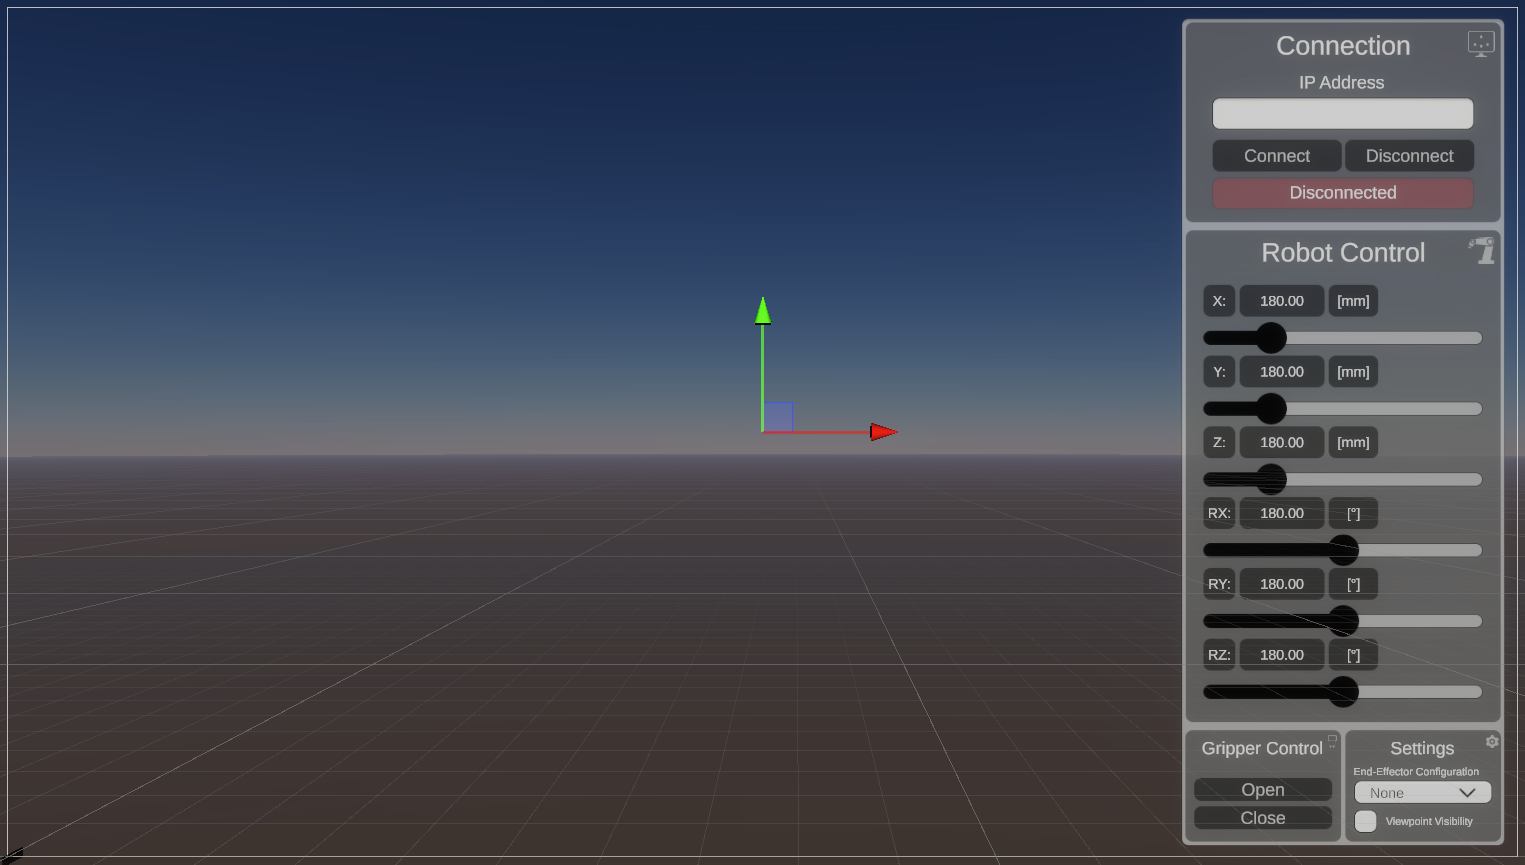 Connection
IP Address
Connect Disconnect
Disconnected
Robot Control
X: 180.00 [mm]
Y: 180.00 [mm]
Z: 180.00 [mm]
RX: 180.00 [°]
RY: 180.00 [°]
RZ: 180.00 [°]
Gripper Control
Open
Close
Settings
End-Effector Configuration
None
Viewpoint Visibility